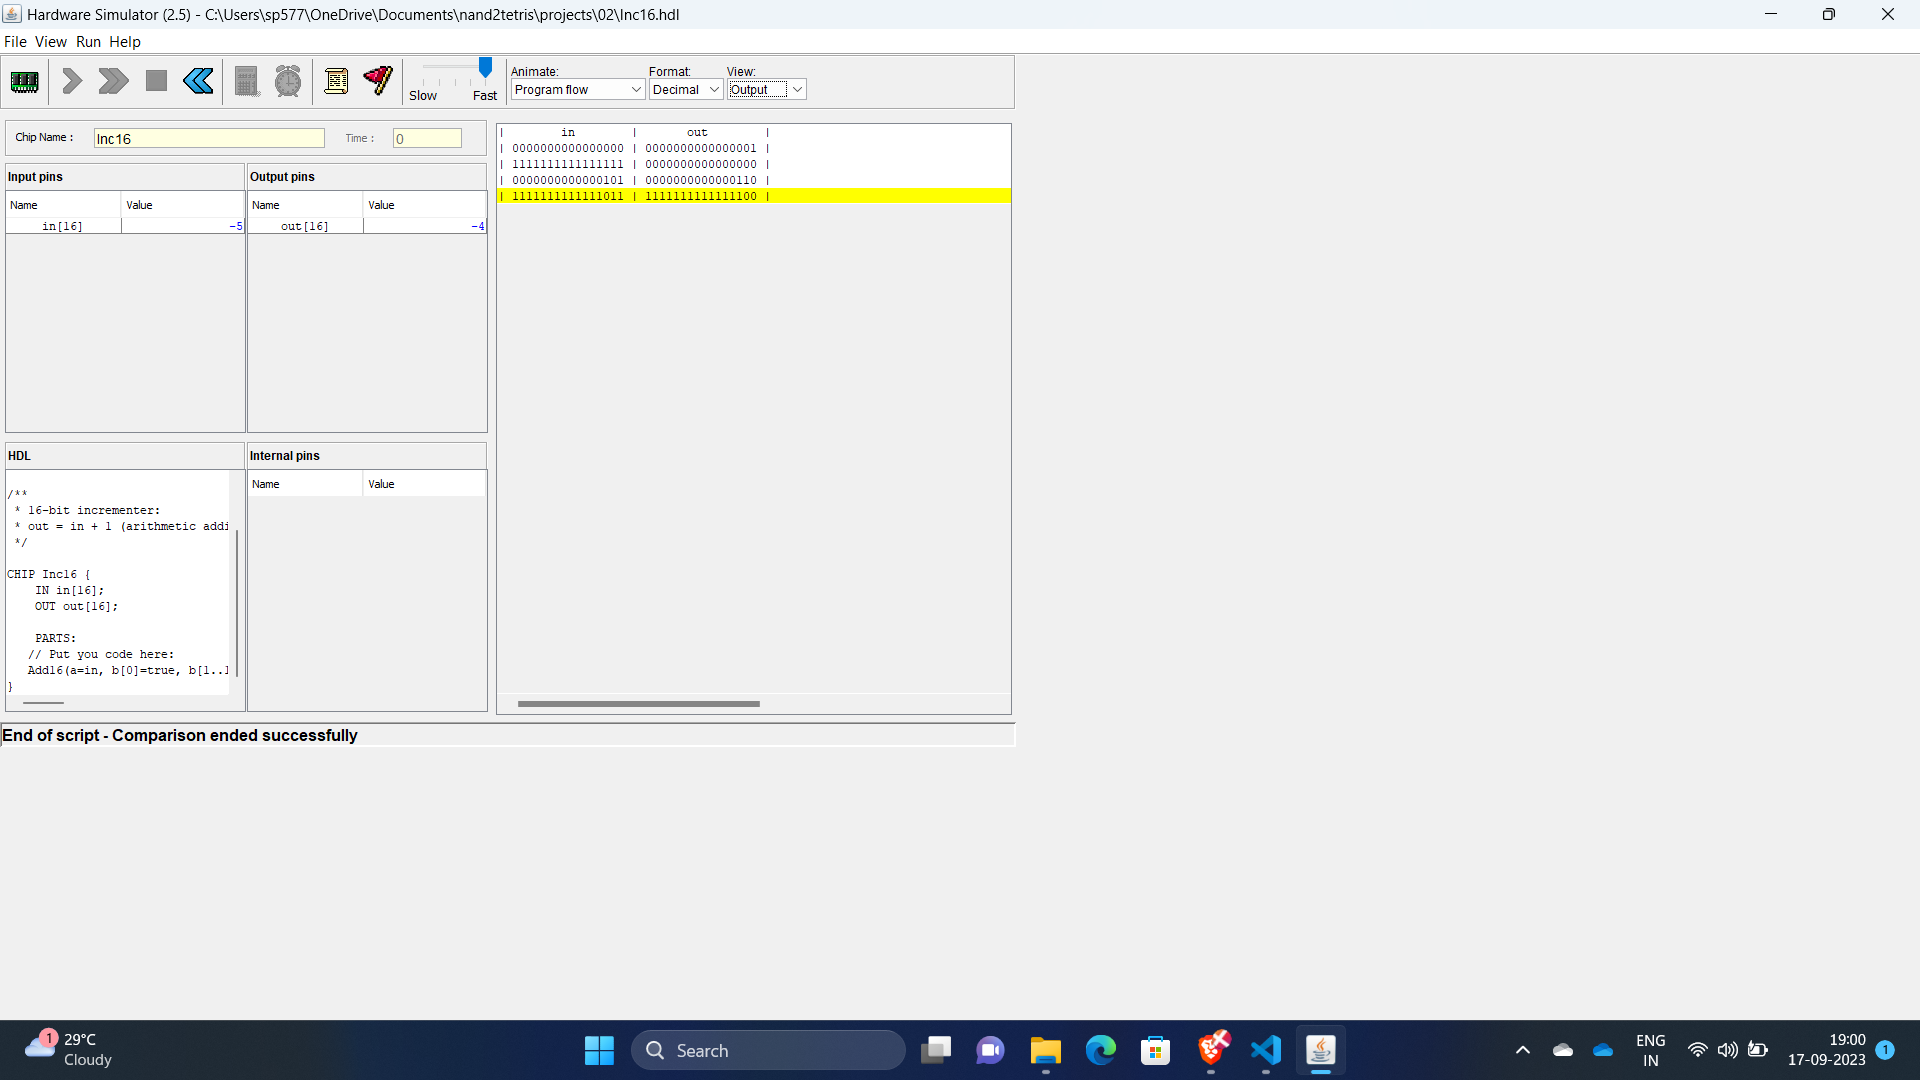 Hardware Simulator (2.5) - C:\Users\sp577\OneDrive\Documents\nand2tetris\projects\02\Inc16.hdl
File View Run Help
Animate: Format: View:
Program flow Decimal Output
Slow Fast
Chip Name : Inc16 Time : 0
Input pins
Name Value
in[16] -5
Output pins
Name Value
out[16] -4
| in | out |
| 0000000000000000 | 0000000000000001 |
| 1111111111111111 | 0000000000000000 |
| 0000000000000101 | 0000000000000110 |
| 1111111111111011 | 1111111111111100 |
HDL
/**
* 16-bit incrementer:
* out = in + 1 (arithmetic addi
*/
CHIP Inc16 {
IN in[16];
OUT out[16];
PARTS:
// Put you code here:
Add16(a=in, b[0]=true, b[1..1
}
Internal pins
Name Value
End of script - Comparison ended successfully
1
29°C
Cloudy
Search
ENG
IN
19:00
17-09-2023
1